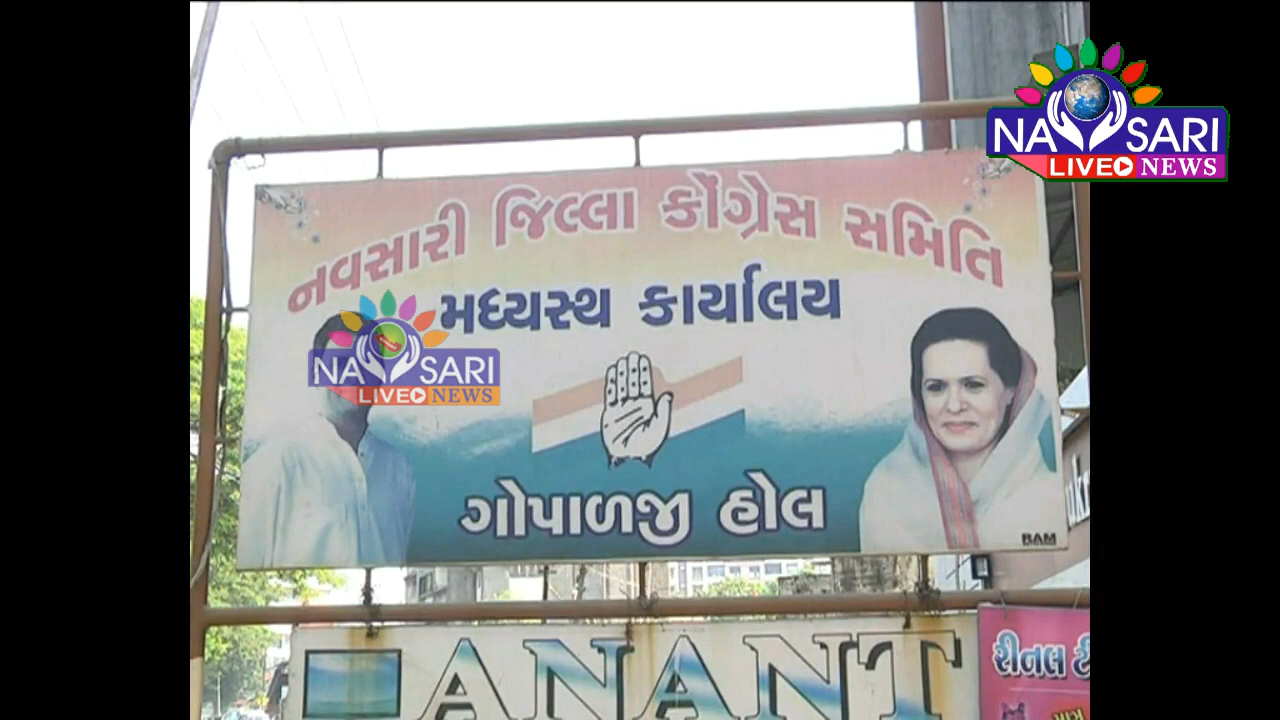 NAVSARI
LIVE NEWS
નવસારી જિલ્લા કોંગ્રેસ સમિતિ
મધ્યસ્થ કાર્યાલય
NAVSARI
LIVE NEWS
ગોપાળજી હોલ
RAM
ANANT
રીનલ